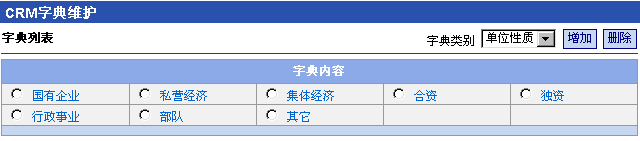 CRM字典维护
字典列表 字典类别 单位性质 增加 删除
字典内容
国有企业 私营经济 集体经济 合资 独资
行政事业 部队 其它